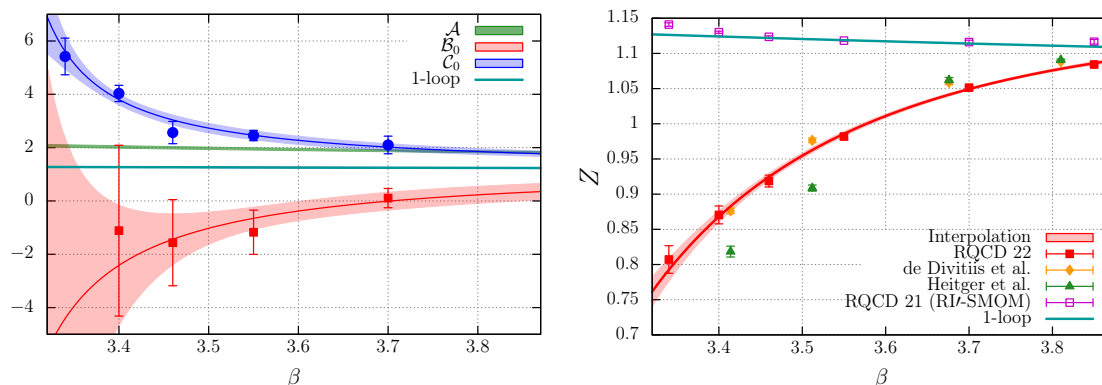 6
4
2
0
−2
−4
3.4
3.5
3.6
3.7
3.8
β
𝒜
ℬ₀
𝒞₀
1-loop
1.15
1.1
1.05
1
0.95
0.9
0.85
0.8
0.75
0.7
Z
3.4
3.5
3.6
3.7
3.8
β
Interpolation
RQCD 22
de Divitiis et al.
Heitger et al.
RQCD 21 (RI′-SMOM)
1-loop